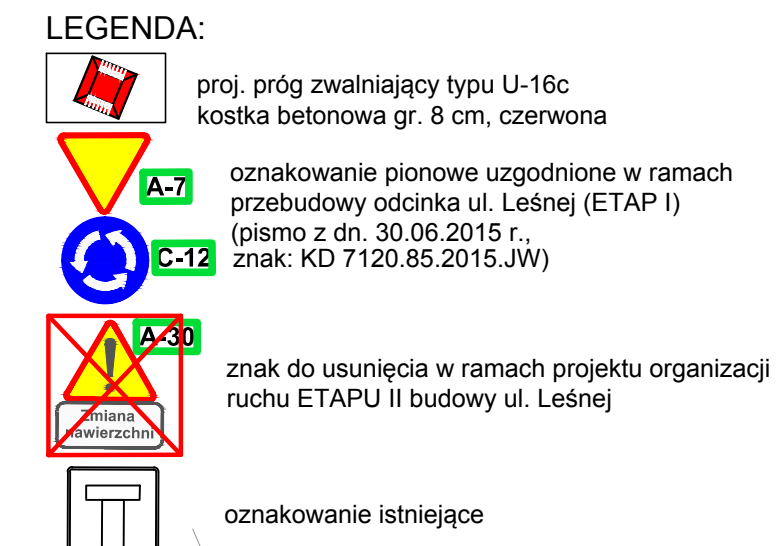 LEGENDA:
proj. próg zwalniający typu U-16c
kostka betonowa gr. 8 cm, czerwona
A-7
oznakowanie pionowe uzgodnione w ramach
przebudowy odcinka ul. Leśnej (ETAP I)
(pismo z dn. 30.06.2015 r.,
C-12
znak: KD 7120.85.2015.JW)
A-30
Zmiana
nawierzchni
znak do usunięcia w ramach projektu organizacji
ruchu ETAPU II budowy ul. Leśnej
oznakowanie istniejące